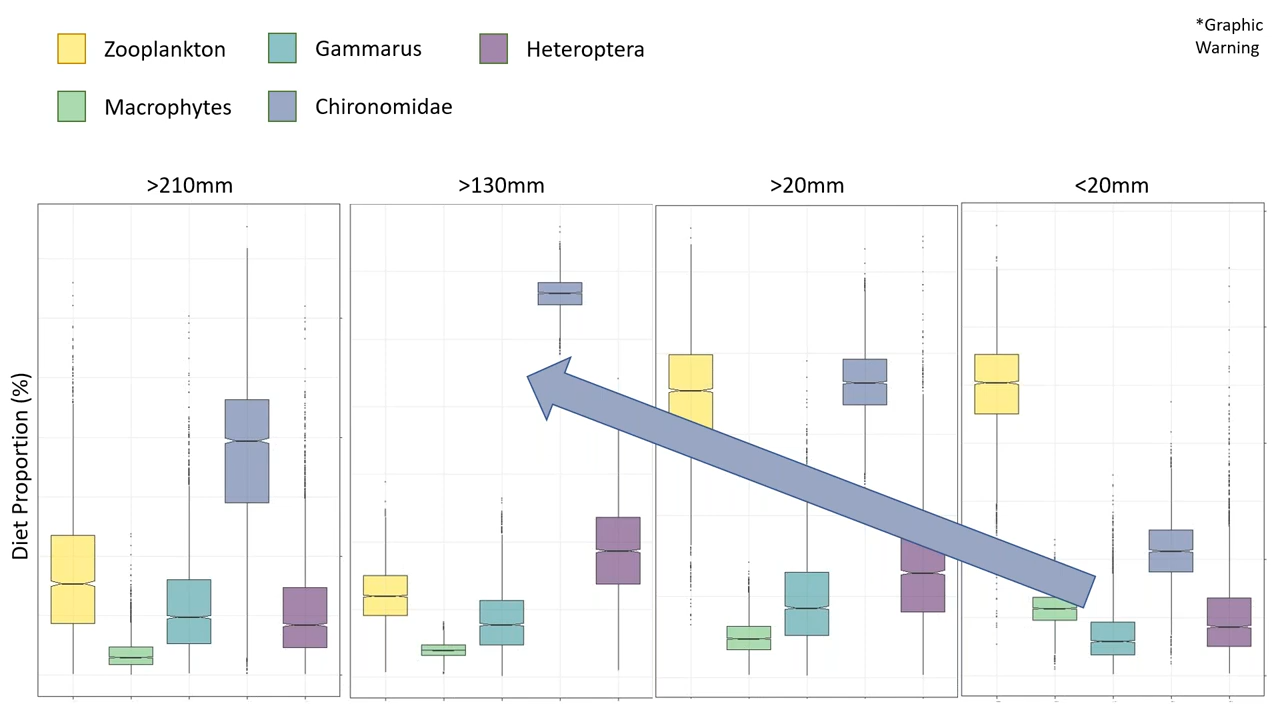 *Graphic
Warning
Zooplankton
Gammarus
Heteroptera
Macrophytes
Chironomidae
>210mm
>130mm
>20mm
<20mm
Diet Proportion (%)